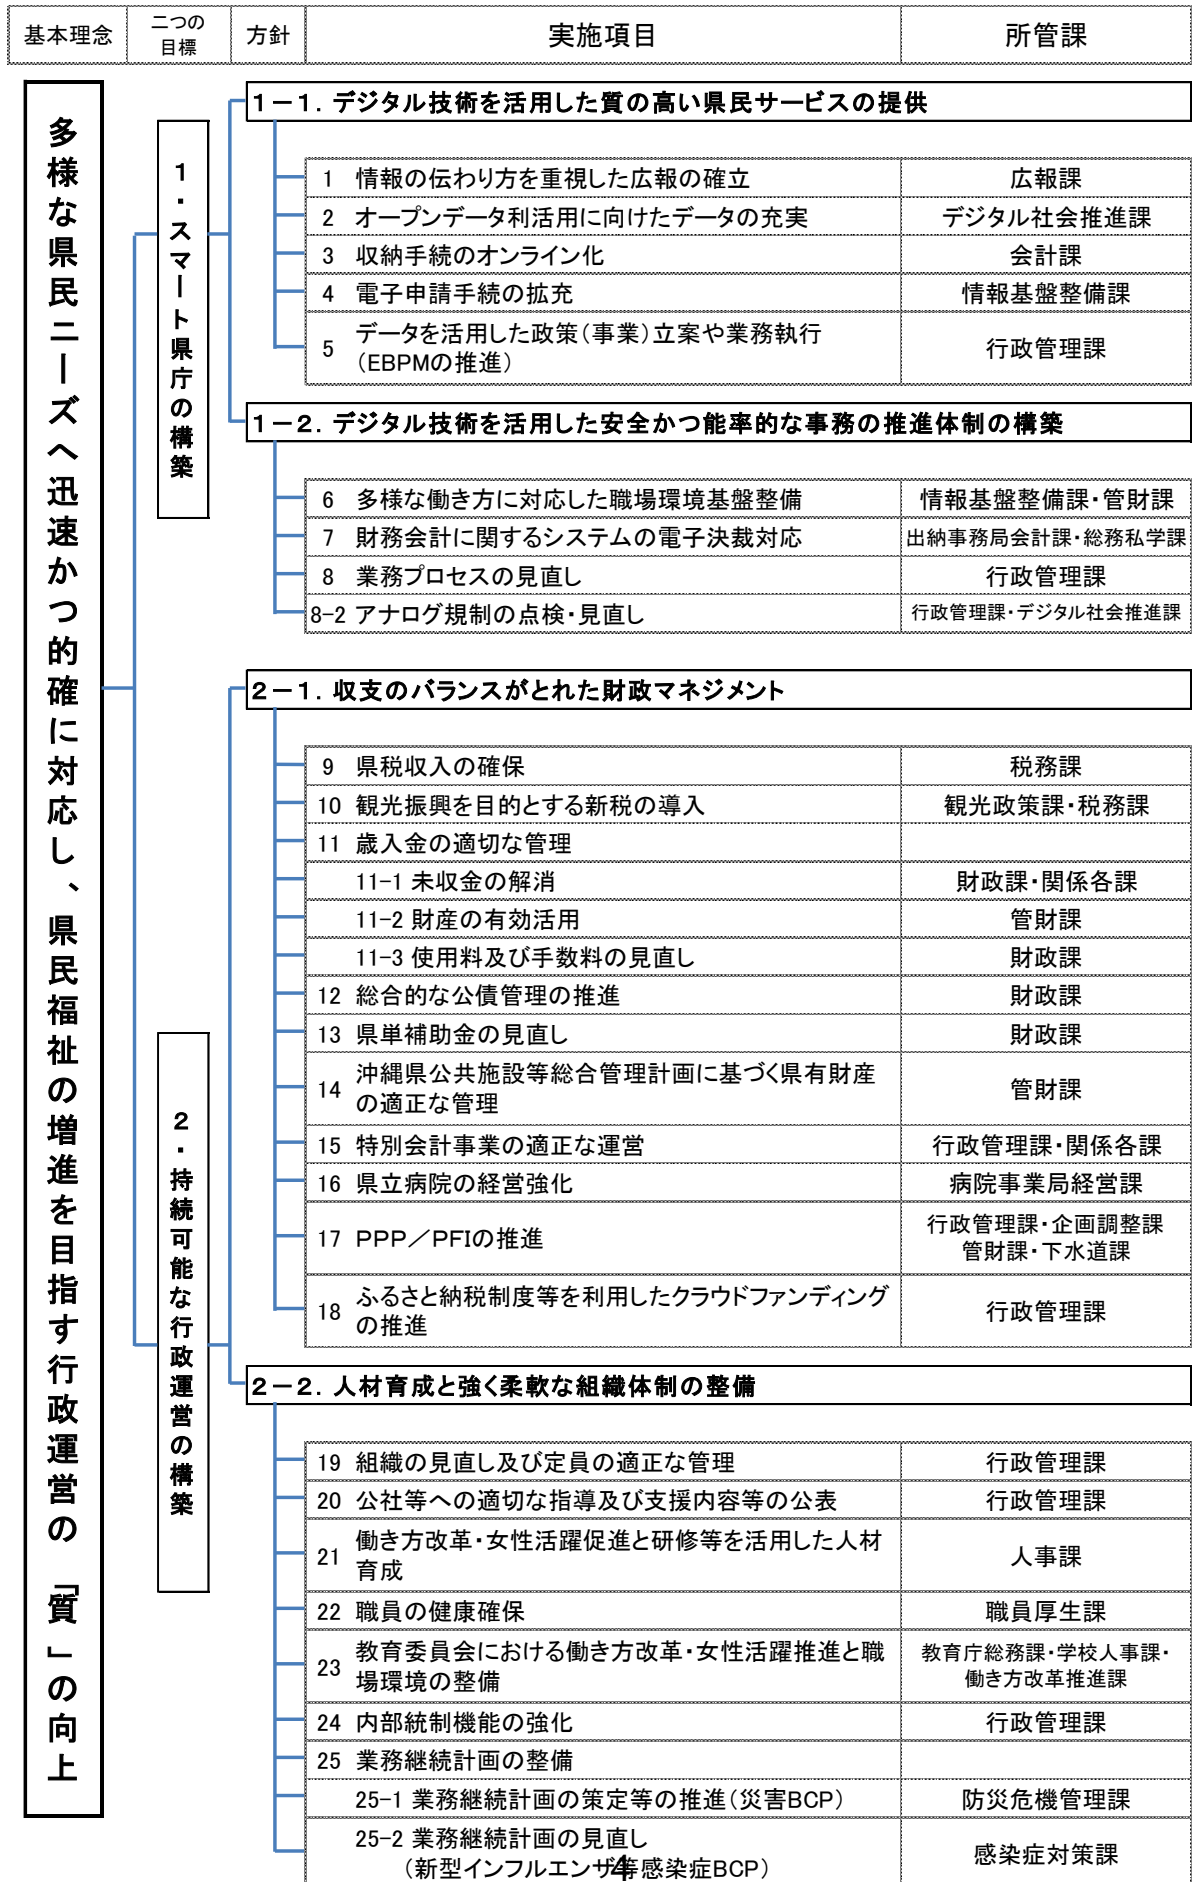 基本理念
二つの
目標
方針
実施項目
所管課
多様な県民ニーズへ迅速かつ的確に対応し、県民福祉の増進を目指す行政運営の「質」の向上
1・スマート県庁の構築
1－1．デジタル技術を活用した質の高い県民サービスの提供
1 情報の伝わり方を重視した広報の確立 広報課
2 オープンデータ利活用に向けたデータの充実 デジタル社会推進課
3 収納手続のオンライン化 会計課
4 電子申請手続の拡充 情報基盤整備課
5 データを活用した政策（事業）立案や業務執行
（EBPMの推進） 行政管理課
1－2．デジタル技術を活用した安全かつ能率的な事務の推進体制の構築
6 多様な働き方に対応した職場環境基盤整備 情報基盤整備課・管財課
7 財務会計に関するシステムの電子決裁対応 出納事務局会計課・総務私学課
8 業務プロセスの見直し 行政管理課
8-2 アナログ規制の点検・見直し 行政管理課・デジタル社会推進課
2・持続可能な行政運営の構築
2－1．収支のバランスがとれた財政マネジメント
9 県税収入の確保 税務課
10 観光振興を目的とする新税の導入 観光政策課・税務課
11 歳入金の適切な管理
11-1 未収金の解消 財政課・関係各課
11-2 財産の有効活用 管財課
11-3 使用料及び手数料の見直し 財政課
12 総合的な公債管理の推進 財政課
13 県単補助金の見直し 財政課
14 沖縄県公共施設等総合管理計画に基づく県有財産
の適正な管理 管財課
15 特別会計事業の適正な運営 行政管理課・関係各課
16 県立病院の経営強化 病院事業局経営課
17 PPP／PFIの推進 行政管理課・企画調整課
管財課・下水道課
18 ふるさと納税制度等を利用したクラウドファンディング
の推進 行政管理課
2－2．人材育成と強く柔軟な組織体制の整備
19 組織の見直し及び定員の適正な管理 行政管理課
20 公社等への適切な指導及び支援内容等の公表 行政管理課
21 働き方改革・女性活躍促進と研修等を活用した人材
育成 人事課
22 職員の健康確保 職員厚生課
23 教育委員会における働き方改革・女性活躍推進と職
場環境の整備 教育庁総務課・学校人事課・
働き方改革推進課
24 内部統制機能の強化 行政管理課
25 業務継続計画の整備
25-1 業務継続計画の策定等の推進（災害BCP） 防災危機管理課
25-2 業務継続計画の見直し
（新型インフルエンザ等感染症BCP） 感染症対策課
4